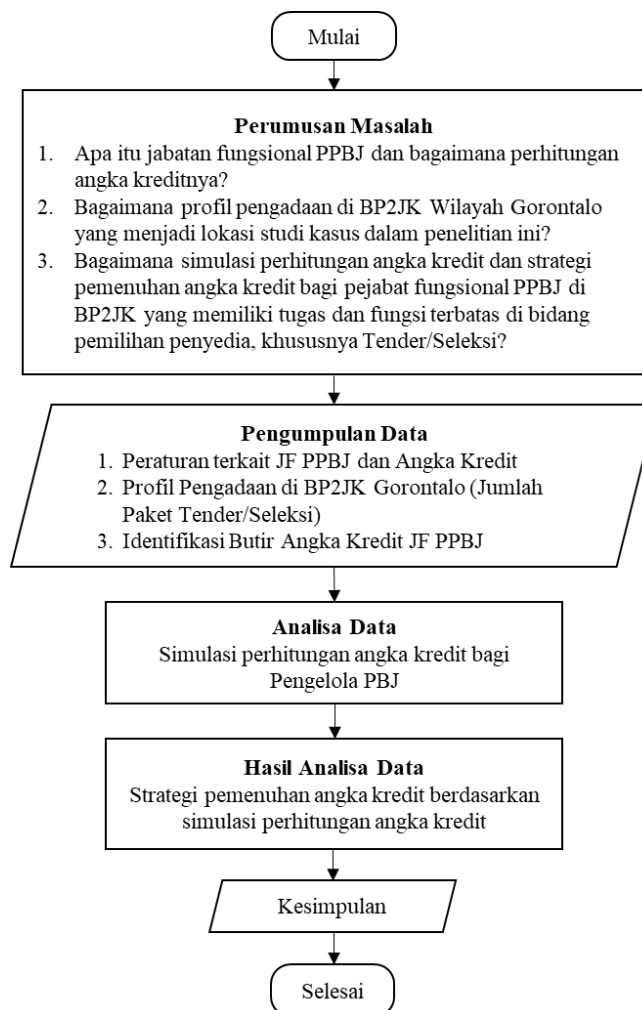 Mulai
Perumusan Masalah
1. Apa itu jabatan fungsional PPBJ dan bagaimana perhitungan
angka kreditnya?
2. Bagaimana profil pengadaan di BP2JK Wilayah Gorontalo
yang menjadi lokasi studi kasus dalam penelitian ini?
3. Bagaimana simulasi perhitungan angka kredit dan strategi
pemenuhan angka kredit bagi pejabat fungsional PPBJ di
BP2JK yang memiliki tugas dan fungsi terbatas di bidang
pemilihan penyedia, khususnya Tender/Seleksi?
Pengumpulan Data
1. Peraturan terkait JF PPBJ dan Angka Kredit
2. Profil Pengadaan di BP2JK Gorontalo (Jumlah
Paket Tender/Seleksi)
3. Identifikasi Butir Angka Kredit JF PPBJ
Analisa Data
Simulasi perhitungan angka kredit bagi
Pengelola PBJ
Hasil Analisa Data
Strategi pemenuhan angka kredit berdasarkan
simulasi perhitungan angka kredit
Kesimpulan
Selesai